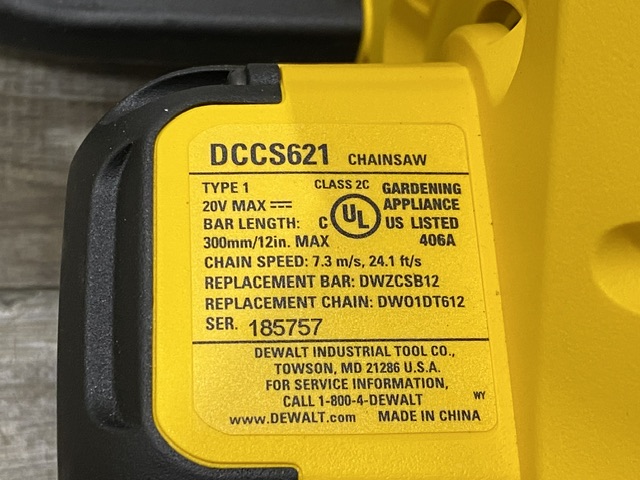 DCCS621 CHAINSAW
TYPE 1 CLASS 2C GARDENING
20V MAX ⎓ APPLIANCE
BAR LENGTH: C UL US LISTED
300mm/12in. MAX 406A
CHAIN SPEED: 7.3 m/s, 24.1 ft/s
REPLACEMENT BAR: DWZCSB12
REPLACEMENT CHAIN: DWO1DT612
SER. 185757
DEWALT INDUSTRIAL TOOL CO.,
TOWSON, MD 21286 U.S.A.
FOR SERVICE INFORMATION,
CALL 1-800-4-DEWALT WY
www.DEWALT.com MADE IN CHINA